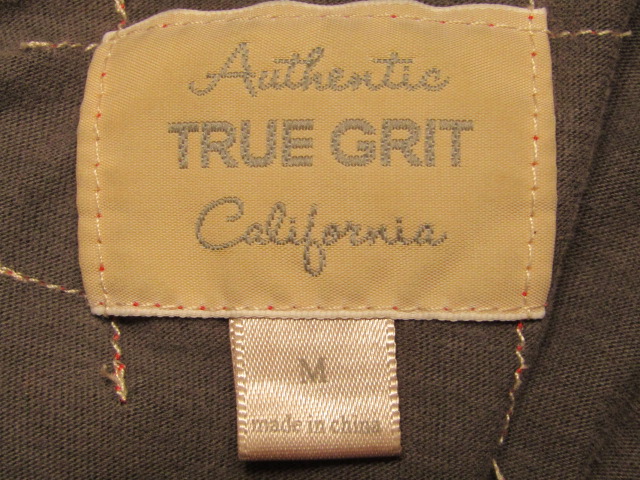 Authentic
TRUE GRIT
California
M
made in china